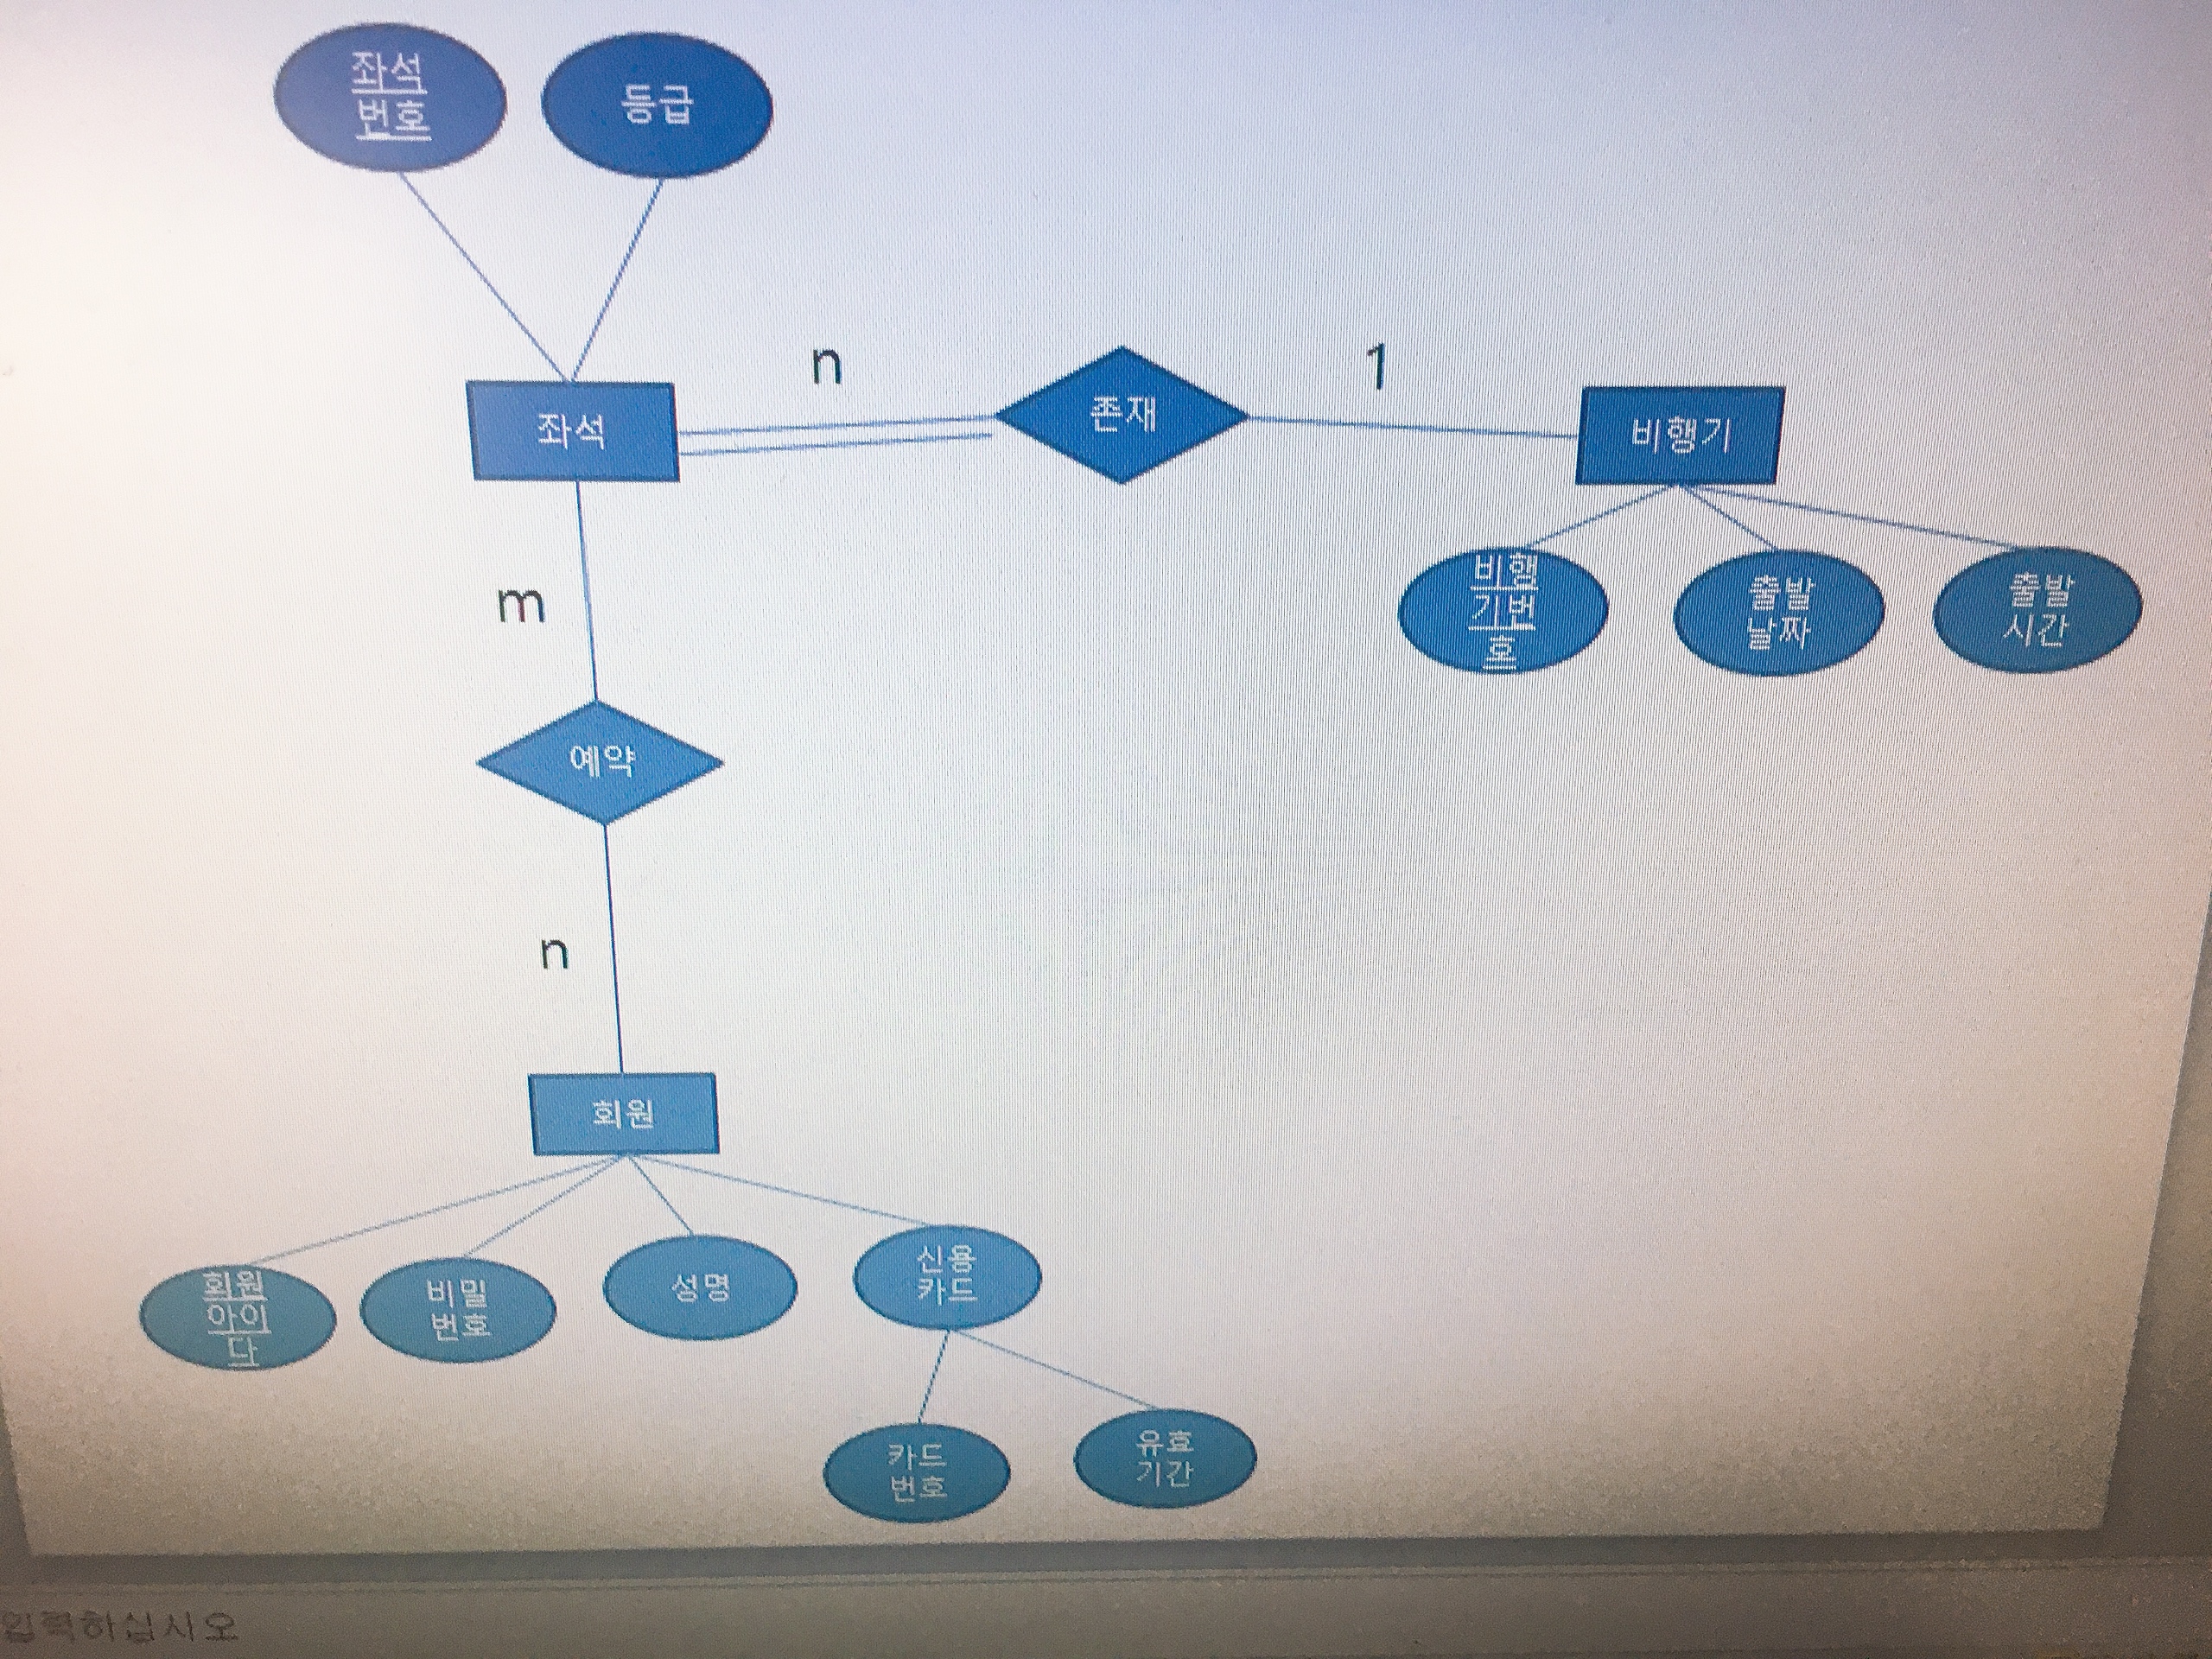 좌석
번호
등급
n
1
좌석
존재
비행기
비행
기번
호
출발
날짜
출발
시간
m
예약
n
회원
회원
아이
다
비밀
번호
성명
신용
카드
카드
번호
유효
기간
입력하십시오